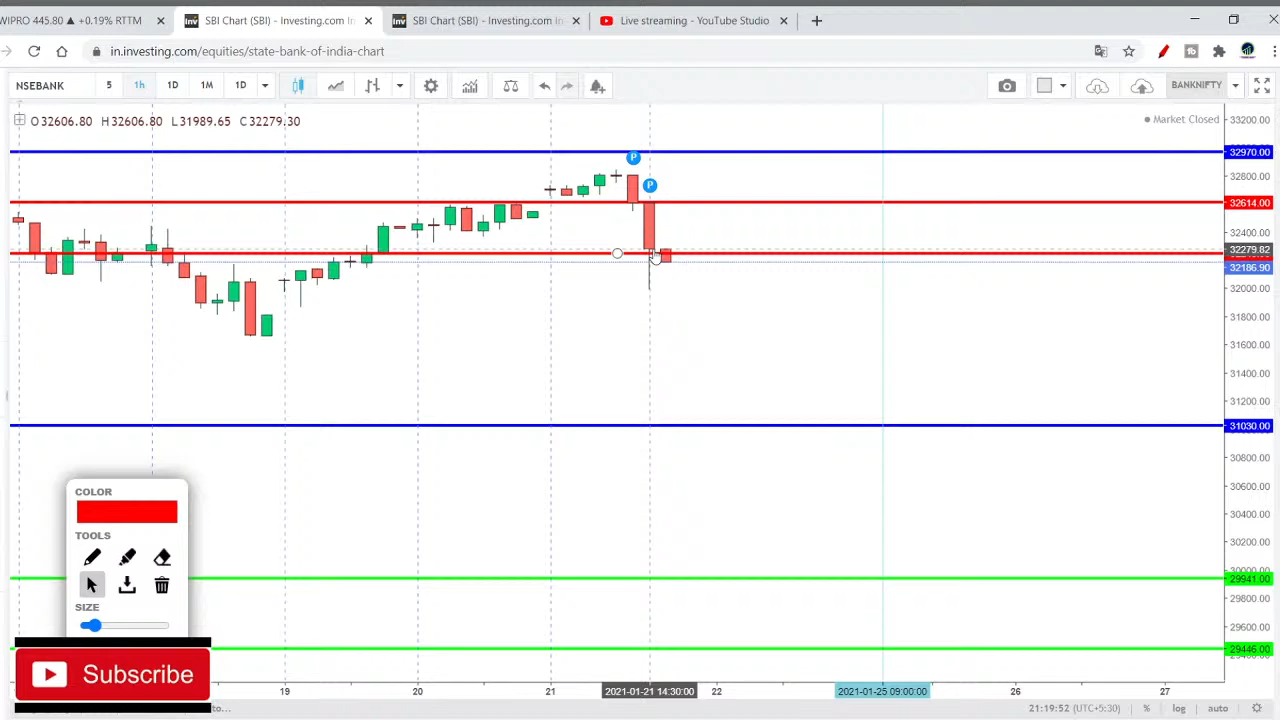 WIPRO 445.80 ▲ +0.19% RTTM
SBI Chart (SBI) - Investing.com In
SBI Chart (SBI) - Investing.com In
Live streaming - YouTube Studio
in.investing.com/equities/state-bank-of-india-chart
NSEBANK 5 1h 1D 1M 1D BANKNIFTY
O32606.80 H32606.80 L31989.65 C32279.30
Market Closed
33200.00
32970.00
P
32800.00
P
32614.00
32400.00
32279.82
32186.90
32000.00
31800.00
31600.00
31400.00
31200.00
31030.00
30800.00
30600.00
30400.00
30200.00
30000.00
29941.00
29800.00
29600.00
29446.00
COLOR
TOOLS
SIZE
Subscribe
19 20 21 2021-01-21 14:30:00 22 2021-01-25 09:00:00 26 27
21:19:52 (UTC+5:30) % log auto